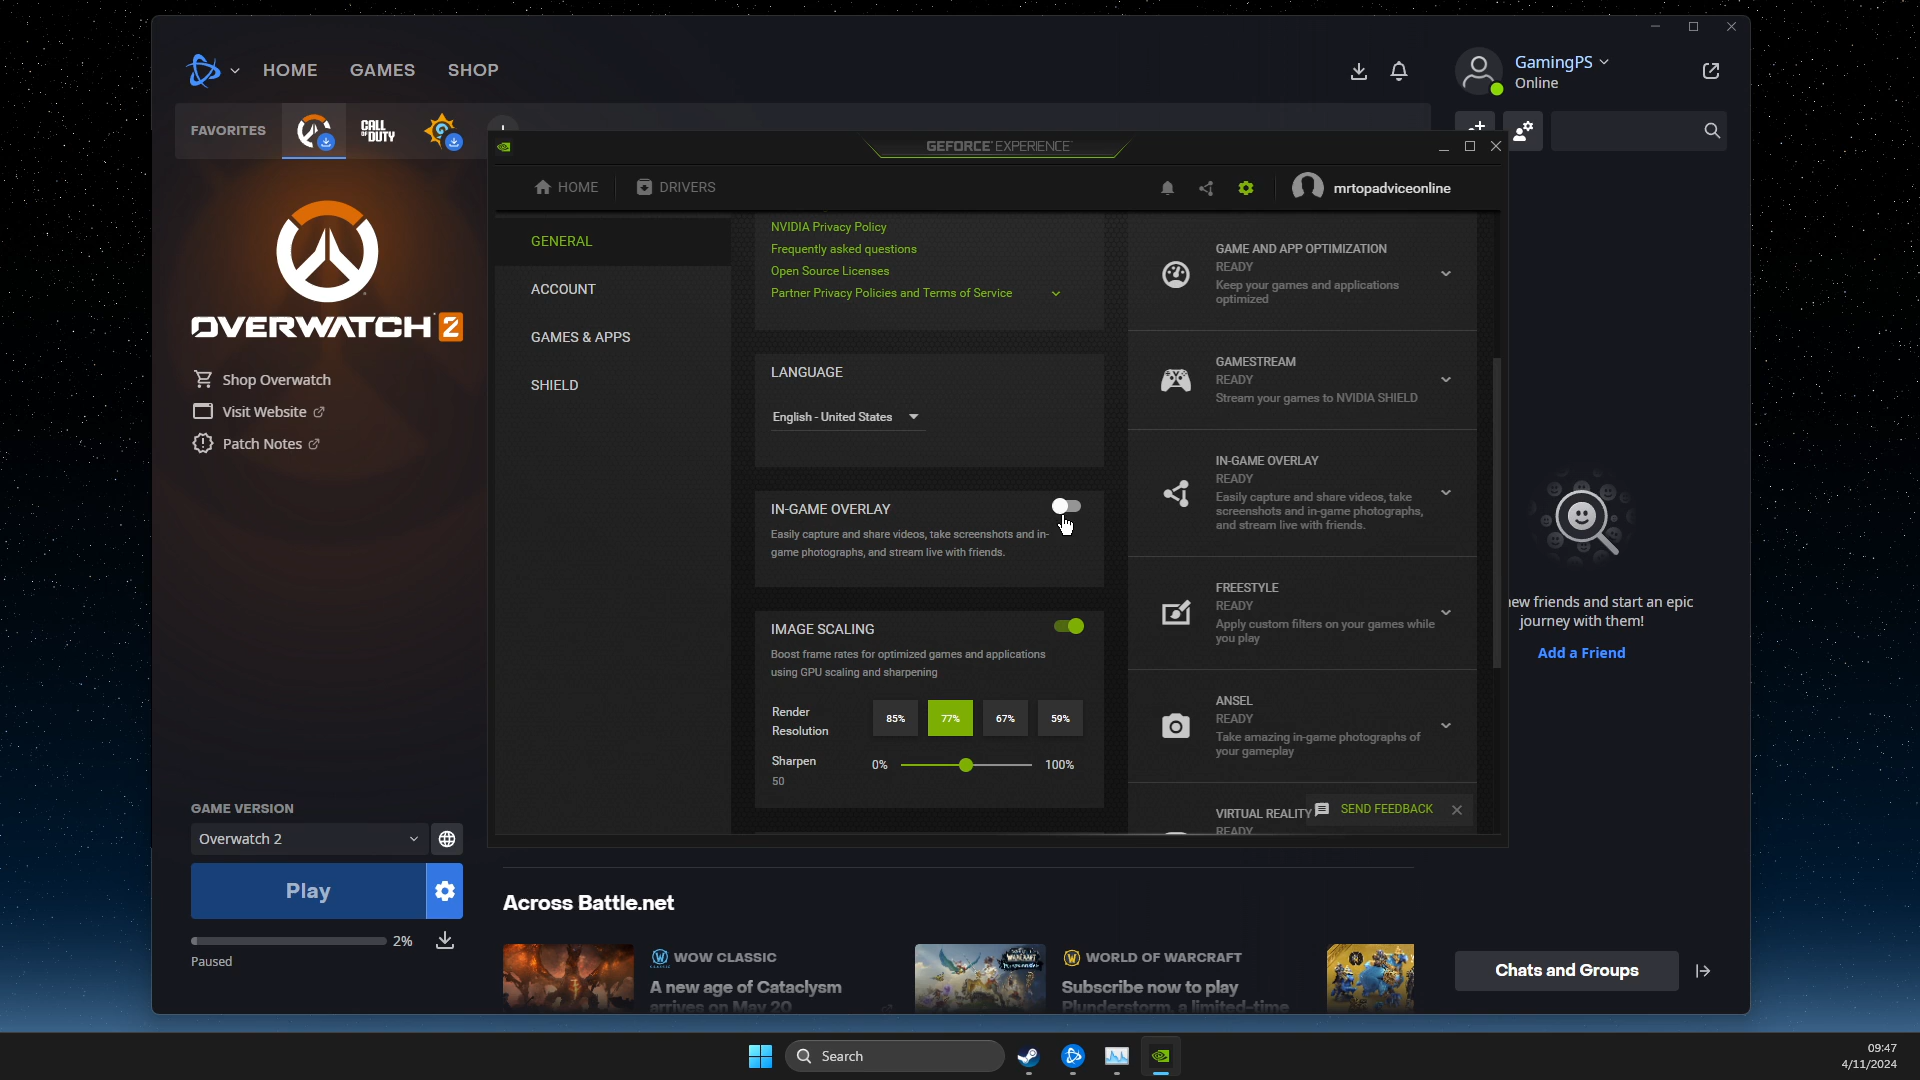 HOME
GAMES
SHOP
GamingPS
Online
FAVORITES
CALL OF DUTY
GEFORCE EXPERIENCE
HOME
DRIVERS
mrtopadviceonline
OVERWATCH 2
Shop Overwatch
Visit Website
Patch Notes
GENERAL
ACCOUNT
GAMES & APPS
SHIELD
NVIDIA Privacy Policy
Frequently asked questions
Open Source Licenses
Partner Privacy Policies and Terms of Service
LANGUAGE
English - United States
IN-GAME OVERLAY
Easily capture and share videos, take screenshots and in-
game photographs, and stream live with friends.
IMAGE SCALING
Boost frame rates for optimized games and applications
using GPU scaling and sharpening
Render
Resolution
85%
77%
67%
59%
Sharpen
50
0%
100%
GAME AND APP OPTIMIZATION
READY
Keep your games and applications
optimized
GAMESTREAM
READY
Stream your games to NVIDIA SHIELD
IN-GAME OVERLAY
READY
Easily capture and share videos, take
screenshots and in-game photographs,
and stream live with friends.
FREESTYLE
READY
Apply custom filters on your games while
you play
ANSEL
READY
Take amazing in-game photographs of
your gameplay
VIRTUAL REALITY
READY
SEND FEEDBACK
friends and start an epic
journey with them!
Add a Friend
GAME VERSION
Overwatch 2
Play
2%
Paused
Across Battle.net
WOW CLASSIC
A new age of Cataclysm
arrives on May 20
WORLD OF WARCRAFT
Subscribe now to play
Plunderstorm, a limited-time
Chats and Groups
Search
09:47
4/11/2024